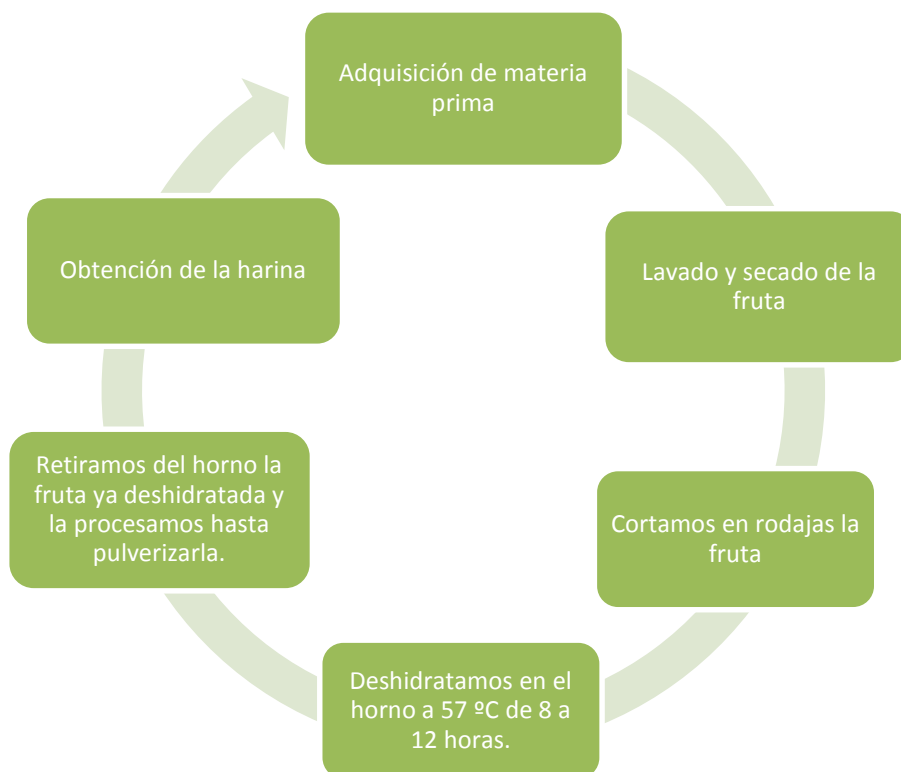 Adquisición de materia
prima
Lavado y secado de la
fruta
Cortamos en rodajas la
fruta
Deshidratamos en el
horno a 57 ºC de 8 a
12 horas.
Retiramos del horno la
fruta ya deshidratada y
la procesamos hasta
pulverizarla.
Obtención de la harina